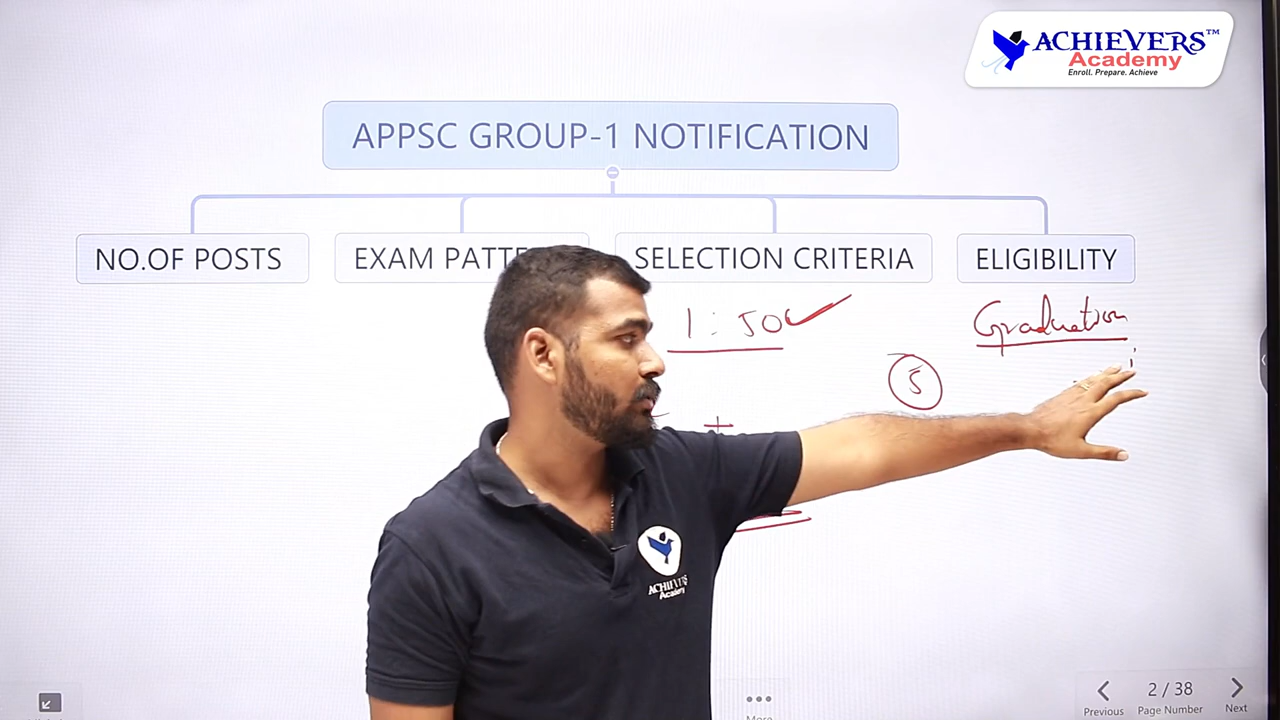 ACHIEVERS™
Academy
Enroll. Prepare. Achieve
APPSC GROUP-1 NOTIFICATION
NO.OF POSTS
EXAM PATTE
SELECTION CRITERIA
ELIGIBILITY
1 : 50
Graduation
5
+
ACHIEVERS
Academy
2 / 38
Previous
Page Number
Next